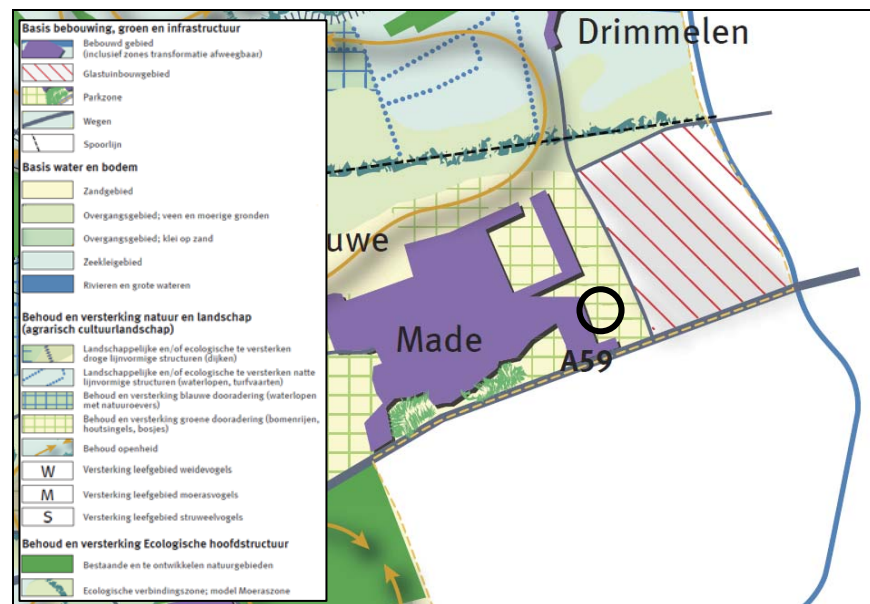 Basis bebouwing, groen en infrastructuur
Bebouwd gebied
(inclusief zones transformatie afweegbaar)
Glastuinbouwgebied
Parkzone
Wegen
Spoorlijn
Basis water en bodem
Zandgebied
Overgangsgebied; veen en moerige gronden
Overgangsgebied; klei op zand
Zeekleigebied
Rivieren en grote wateren
Behoud en versterking natuur en landschap
(agrarisch cultuurlandschap)
Landschappelijke en/of ecologische te versterken
droge lijnvormige structuren (dijken)
Landschappelijke en/of ecologische te versterken natte
lijnvormige structuren (waterlopen, turfvaarten)
Behoud en versterking blauwe dooradering (waterlopen
met natuuroevers)
Behoud en versterking groene dooradering (bomenrijen,
houtsingels, bosjes)
Behoud openheid
W Versterking leefgebied weidevogels
M Versterking leefgebied moerasvogels
S Versterking leefgebied struweelvogels
Behoud en versterking Ecologische hoofdstructuur
Bestaande en te ontwikkelen natuurgebieden
Ecologische verbindingszone; model Moeraszone
Drimmelen
uwe
Made
A59